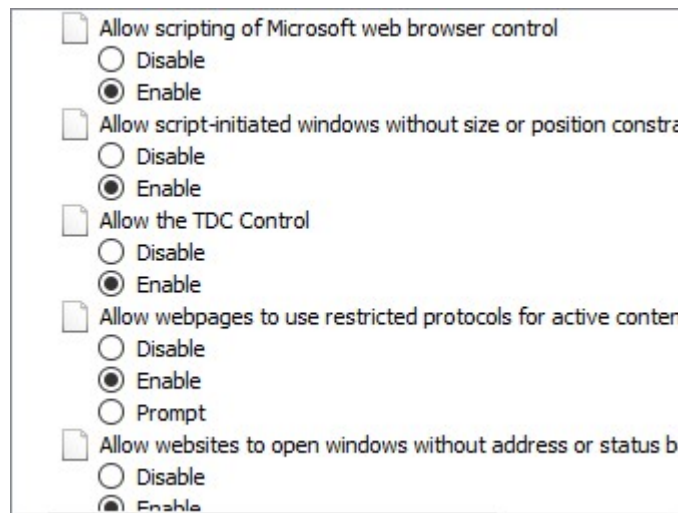 Allow scripting of Microsoft web browser control
Disable
Enable
Allow script-initiated windows without size or position constra
Disable
Enable
Allow the TDC Control
Disable
Enable
Allow webpages to use restricted protocols for active conten
Disable
Enable
Prompt
Allow websites to open windows without address or status b
Disable
Enable